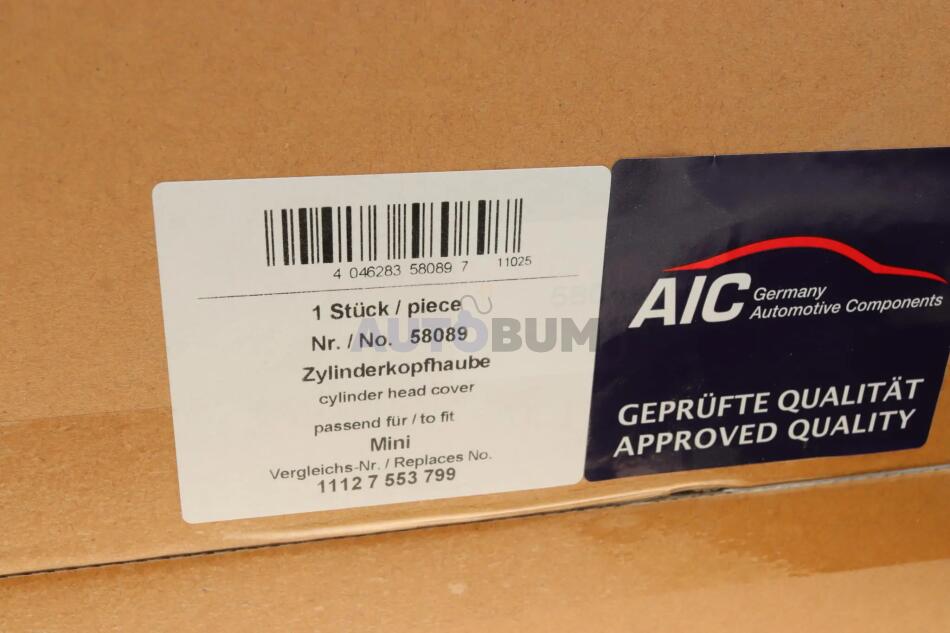 4 046283 58089 7 11025
1 Stück / piece
Nr. / No. 58089
Zylinderkopfhaube
cylinder head cover
passend für / to fit
Mini
Vergleichs-Nr. / Replaces No.
1112 7 553 799
AUTOBUM
AIC Germany
Automotive Components
GEPRÜFTE QUALITÄT
APPROVED QUALITY